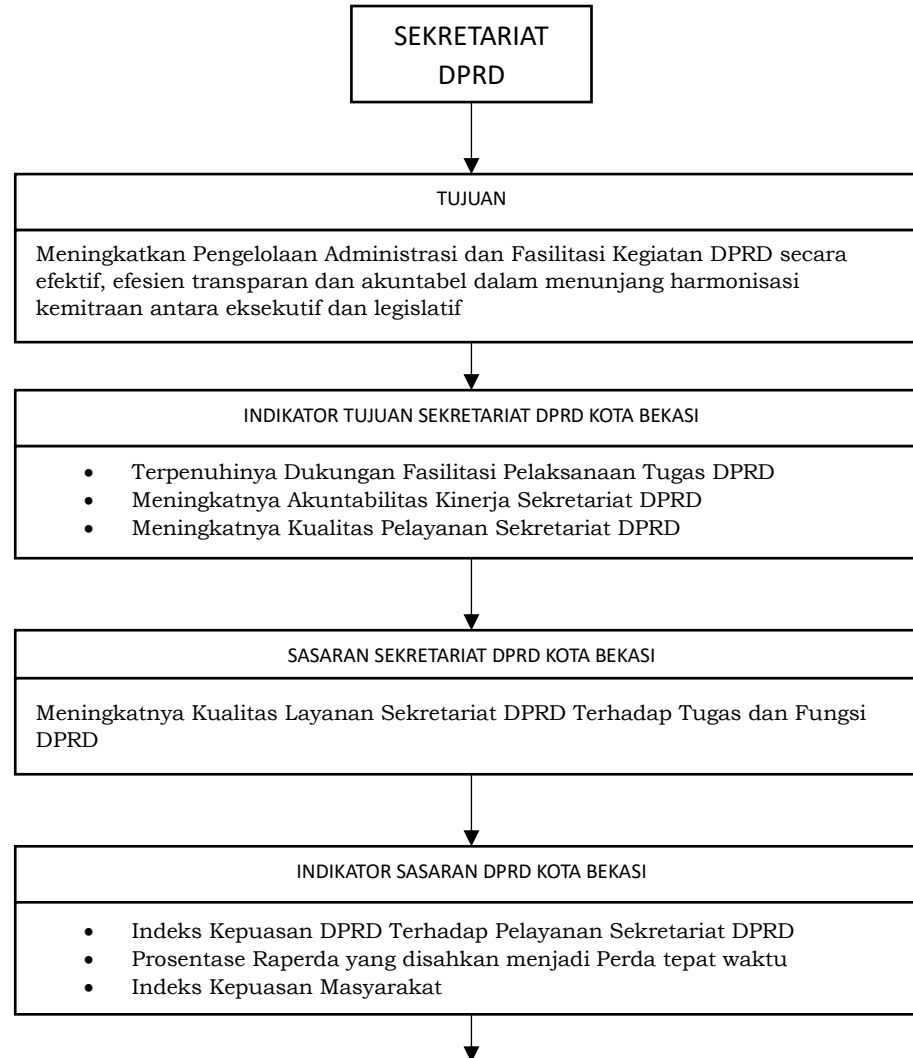 SEKRETARIAT
DPRD
TUJUAN
Meningkatkan Pengelolaan Administrasi dan Fasilitasi Kegiatan DPRD secara
efektif, efesien transparan dan akuntabel dalam menunjang harmonisasi
kemitraan antara eksekutif dan legislatif
INDIKATOR TUJUAN SEKRETARIAT DPRD KOTA BEKASI
• Terpenuhinya Dukungan Fasilitasi Pelaksanaan Tugas DPRD
• Meningkatnya Akuntabilitas Kinerja Sekretariat DPRD
• Meningkatnya Kualitas Pelayanan Sekretariat DPRD
SASARAN SEKRETARIAT DPRD KOTA BEKASI
Meningkatnya Kualitas Layanan Sekretariat DPRD Terhadap Tugas dan Fungsi
DPRD
INDIKATOR SASARAN DPRD KOTA BEKASI
• Indeks Kepuasan DPRD Terhadap Pelayanan Sekretariat DPRD
• Prosentase Raperda yang disahkan menjadi Perda tepat waktu
• Indeks Kepuasan Masyarakat